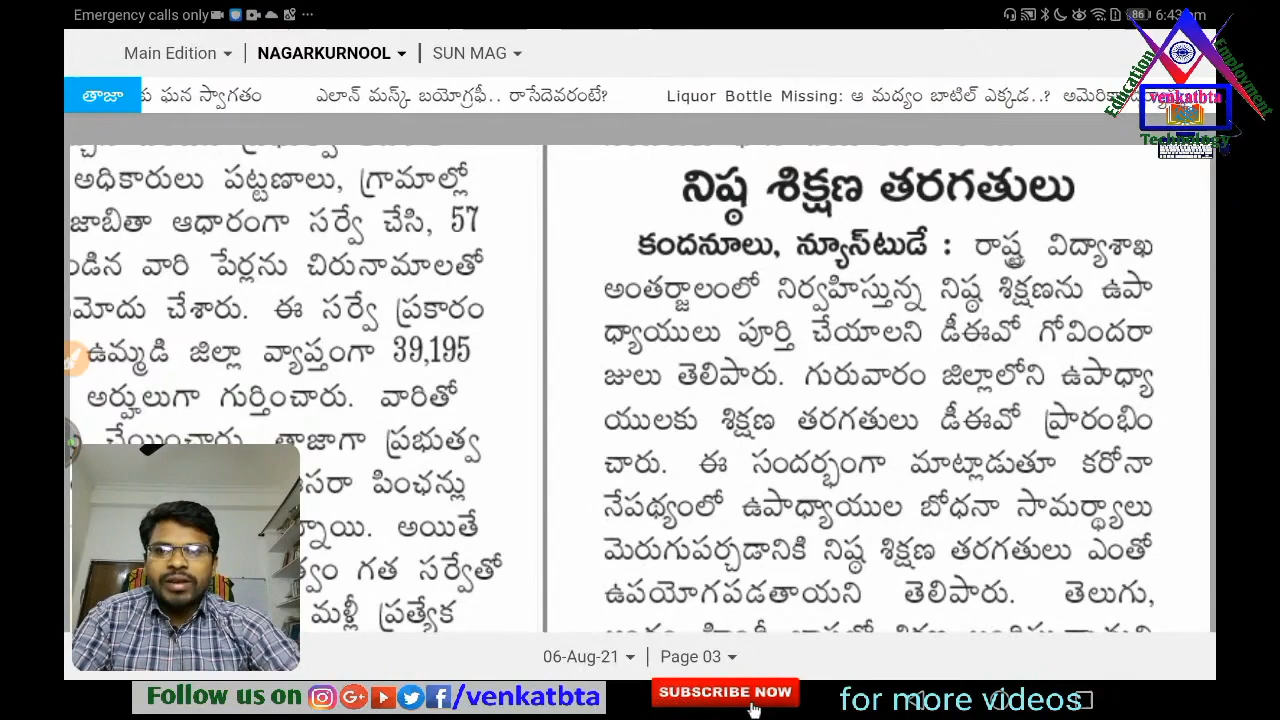 Emergency calls only
86 6:43 pm
Main Edition NAGARKURNOOL SUN MAG
తాజా ఘన స్వాగతం ఎలాన్ మస్క్ బయోగ్రఫీ.. రాసేదెవరంటే? Liquor Bottle Missing: ఆ మద్యం బాటిల్ ఎక్కడ..?
Education
Employment
venkatbta
Technology
అధికారులు పట్టణాలు, గ్రామాల్లో
జాబితా ఆధారంగా సర్వే చేసి, 57
వారి పేర్లను చిరునామాలతో
చేశారు. ఈ సర్వే ప్రకారం
ఉమ్మడి జిల్లా వ్యాప్తంగా 39,195
అర్హులుగా గుర్తించారు. వారితో
చేయించారు. తాజాగా ప్రభుత్వ
పింఛన్లు
అయితే
గత సర్వేతో
మళ్లీ ప్రత్యేక
నిష్ఠ శిక్షణ తరగతులు
కందనూలు, న్యూస్‌టుడే : రాష్ట్ర విద్యాశాఖ
అంతర్జాలంలో నిర్వహిస్తున్న నిష్ఠ శిక్షణను ఉపా
ధ్యాయులు పూర్తి చేయాలని డీఈవో గోవిందరా
జులు తెలిపారు. గురువారం జిల్లాలోని ఉపాధ్యా
యులకు శిక్షణ తరగతులు డీఈవో ప్రారంభిం
చారు. ఈ సందర్భంగా మాట్లాడుతూ కరోనా
నేపథ్యంలో ఉపాధ్యాయుల బోధనా సామర్థ్యాలు
మెరుగుపర్చడానికి నిష్ఠ శిక్షణ తరగతులు ఎంతో
ఉపయోగపడతాయని తెలిపారు. తెలుగు,
06-Aug-21 Page 03
Follow us on /venkatbta SUBSCRIBE NOW for more videos